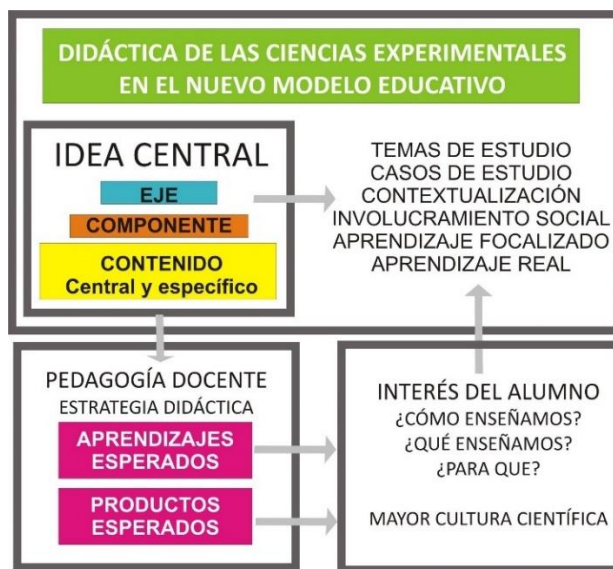 DIDÁCTICA DE LAS CIENCIAS EXPERIMENTALES
EN EL NUEVO MODELO EDUCATIVO
IDEA CENTRAL
EJE
COMPONENTE
CONTENIDO
Central y específico
TEMAS DE ESTUDIO
CASOS DE ESTUDIO
CONTEXTUALIZACIÓN
INVOLUCRAMIENTO SOCIAL
APRENDIZAJE FOCALIZADO
APRENDIZAJE REAL
PEDAGOGÍA DOCENTE
ESTRATEGIA DIDÁCTICA
APRENDIZAJES
ESPERADOS
PRODUCTOS
ESPERADOS
INTERÉS DEL ALUMNO
¿CÓMO ENSEÑAMOS?
¿QUÉ ENSEÑAMOS?
¿PARA QUE?
MAYOR CULTURA CIENTÍFICA